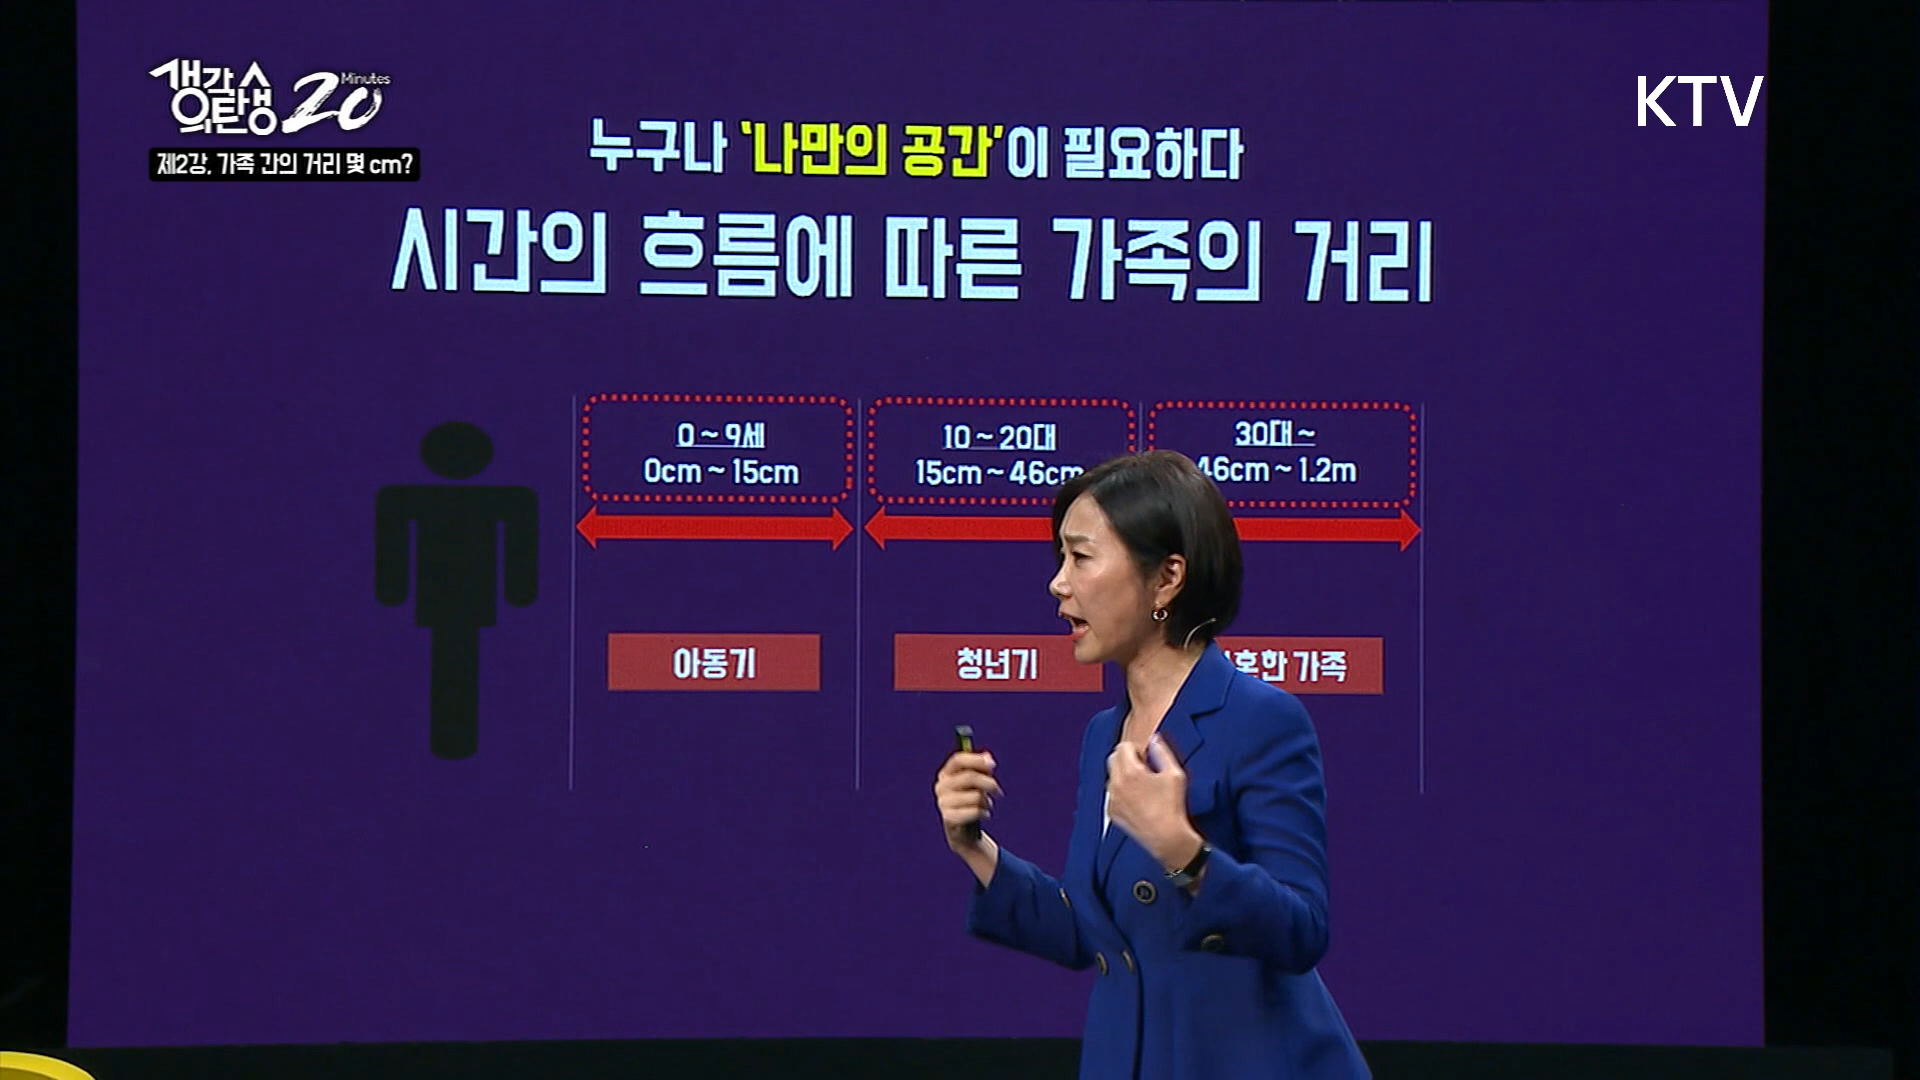 생각의 탄생 20 Minutes
제2강. 가족 간의 거리 몇 cm?
KTV
누구나 '나만의 공간'이 필요하다
시간의 흐름에 따른 가족의 거리
0 ~ 9세
0cm ~ 15cm
10 ~ 20대
15cm ~ 46cm
30대 ~
46cm ~ 1.2m
아동기
청년기
가족